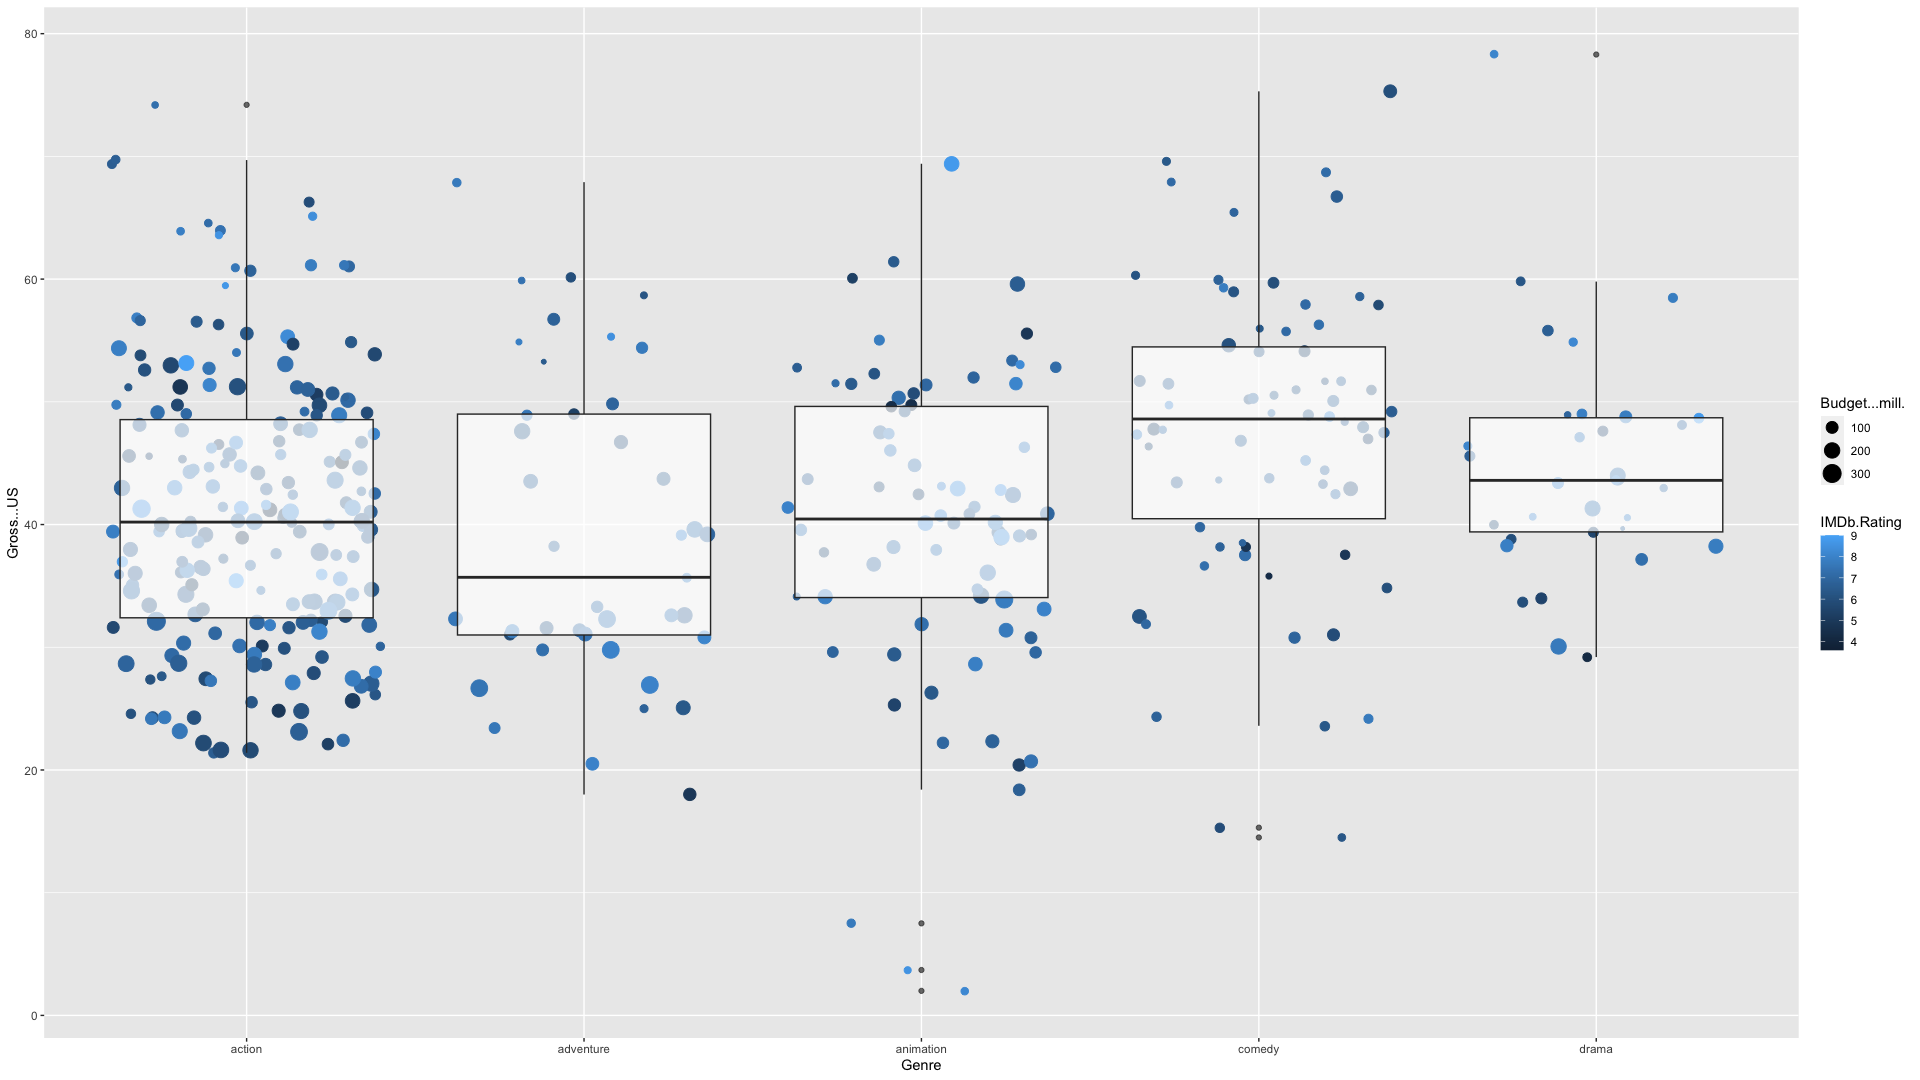 80
60
40
20
0
Gross...US
action
adventure
animation
comedy
drama
Genre
Budget...mill.
100
200
300
IMDb.Rating
9
8
7
6
5
4